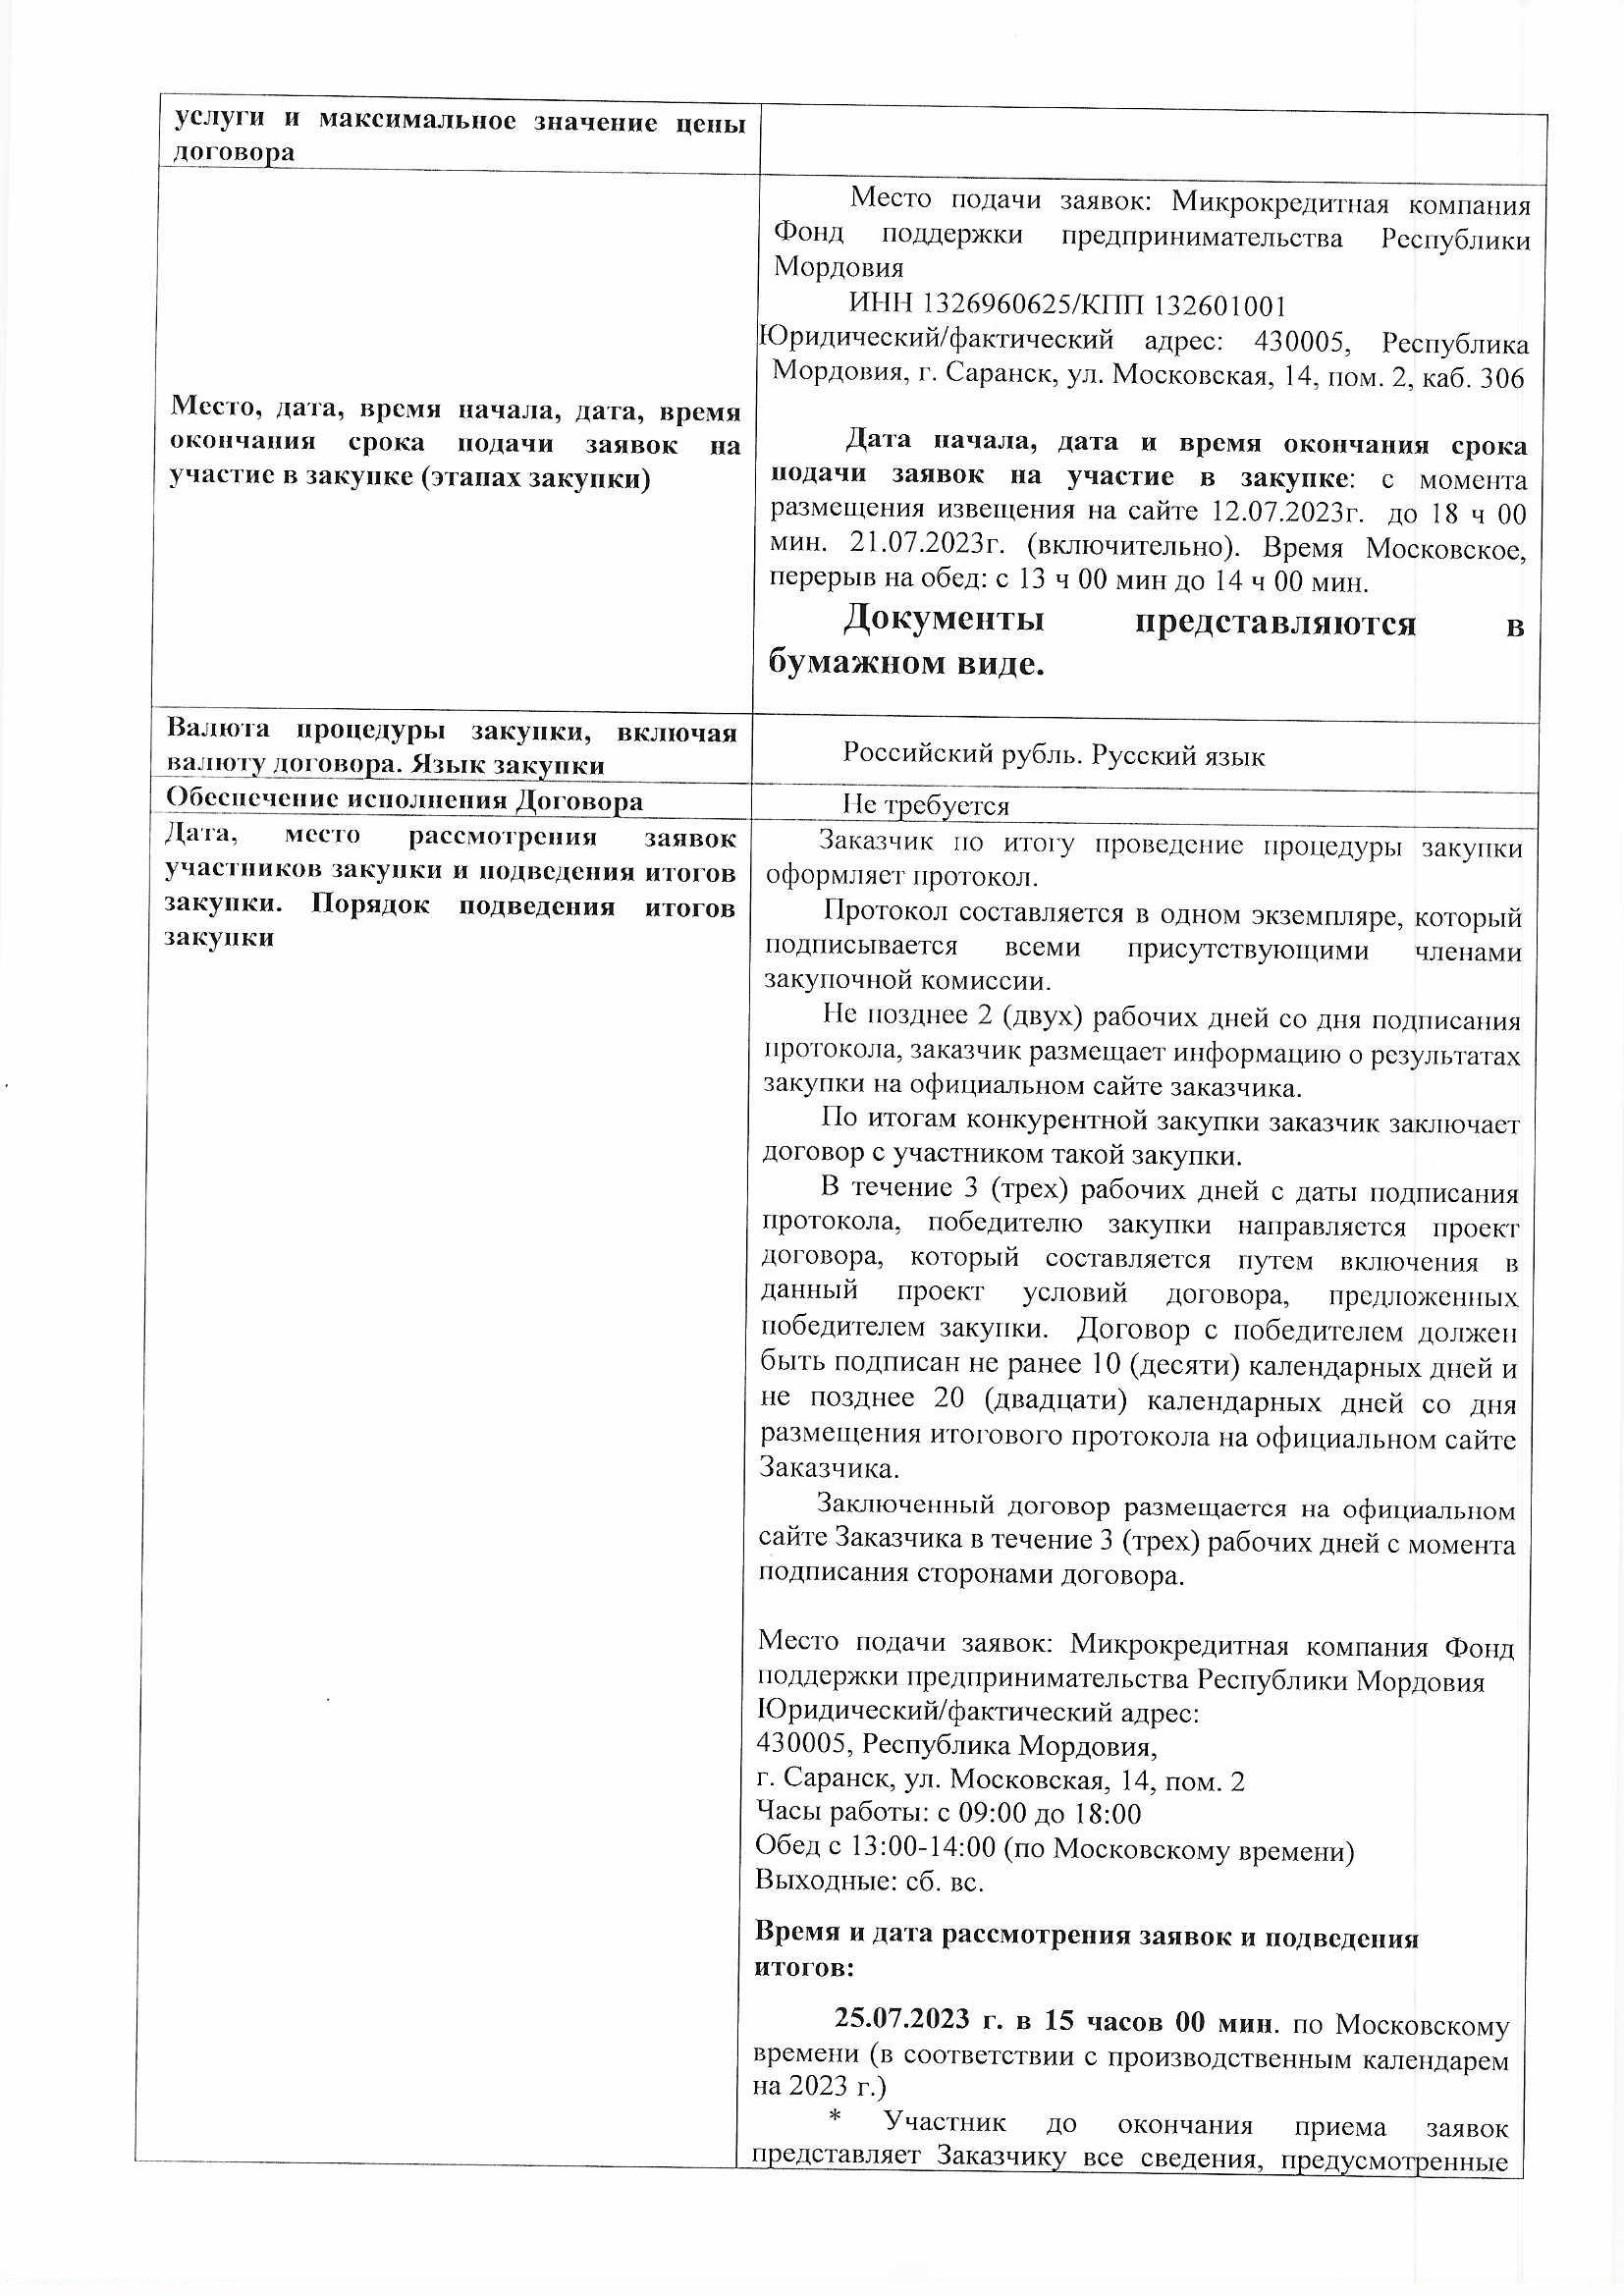 услуги и максимальное значение цены
договора
Место подачи заявок: Микрокредитная компания
Фонд поддержки предпринимательства Республики
Мордовия
ИНН 1326960625/КПП 132601001
Юридический/фактический адрес: 430005, Республика
Мордовия, г. Саранск, ул. Московская, 14, пом. 2, каб. 306
Место, дата, время начала, дата, время
окончания срока подачи заявок на
участие в закупке (этапах закупки)
Дата начала, дата и время окончания срока
подачи заявок на участие в закупке: с момента
размещения извещения на сайте 12.07.2023г. до 18 ч 00
мин. 21.07.2023г. (включительно). Время Московское,
перерыв на обед: с 13 ч 00 мин до 14 ч 00 мин.
Документы представляются в
бумажном виде.
Валюта процедуры закупки, включая
валюту договора. Язык закупки
Российский рубль. Русский язык
Обеспечение исполнения Договора
Не требуется
Дата, место рассмотрения заявок
участников закупки и подведения итогов
закупки. Порядок подведения итогов
закупки
Заказчик по итогу проведение процедуры закупки
оформляет протокол.
Протокол составляется в одном экземпляре, который
подписывается всеми присутствующими членами
закупочной комиссии.
Не позднее 2 (двух) рабочих дней со дня подписания
протокола, заказчик размещает информацию о результатах
закупки на официальном сайте заказчика.
По итогам конкурентной закупки заказчик заключает
договор с участником такой закупки.
В течение 3 (трех) рабочих дней с даты подписания
протокола, победителю закупки направляется проект
договора, который составляется путем включения в
данный проект условий договора, предложенных
победителем закупки. Договор с победителем должен
быть подписан не ранее 10 (десяти) календарных дней и
не позднее 20 (двадцати) календарных дней со дня
размещения итогового протокола на официальном сайте
Заказчика.
Заключенный договор размещается на официальном
сайте Заказчика в течение 3 (трех) рабочих дней с момента
подписания сторонами договора.
Место подачи заявок: Микрокредитная компания Фонд
поддержки предпринимательства Республики Мордовия
Юридический/фактический адрес:
430005, Республика Мордовия,
г. Саранск, ул. Московская, 14, пом. 2
Часы работы: с 09:00 до 18:00
Обед с 13:00-14:00 (по Московскому времени)
Выходные: сб. вс.
Время и дата рассмотрения заявок и подведения
итогов:
25.07.2023 г. в 15 часов 00 мин. по Московскому
времени (в соответствии с производственным календарем
на 2023 г.)
* Участник до окончания приема заявок
представляет Заказчику все сведения, предусмотренные